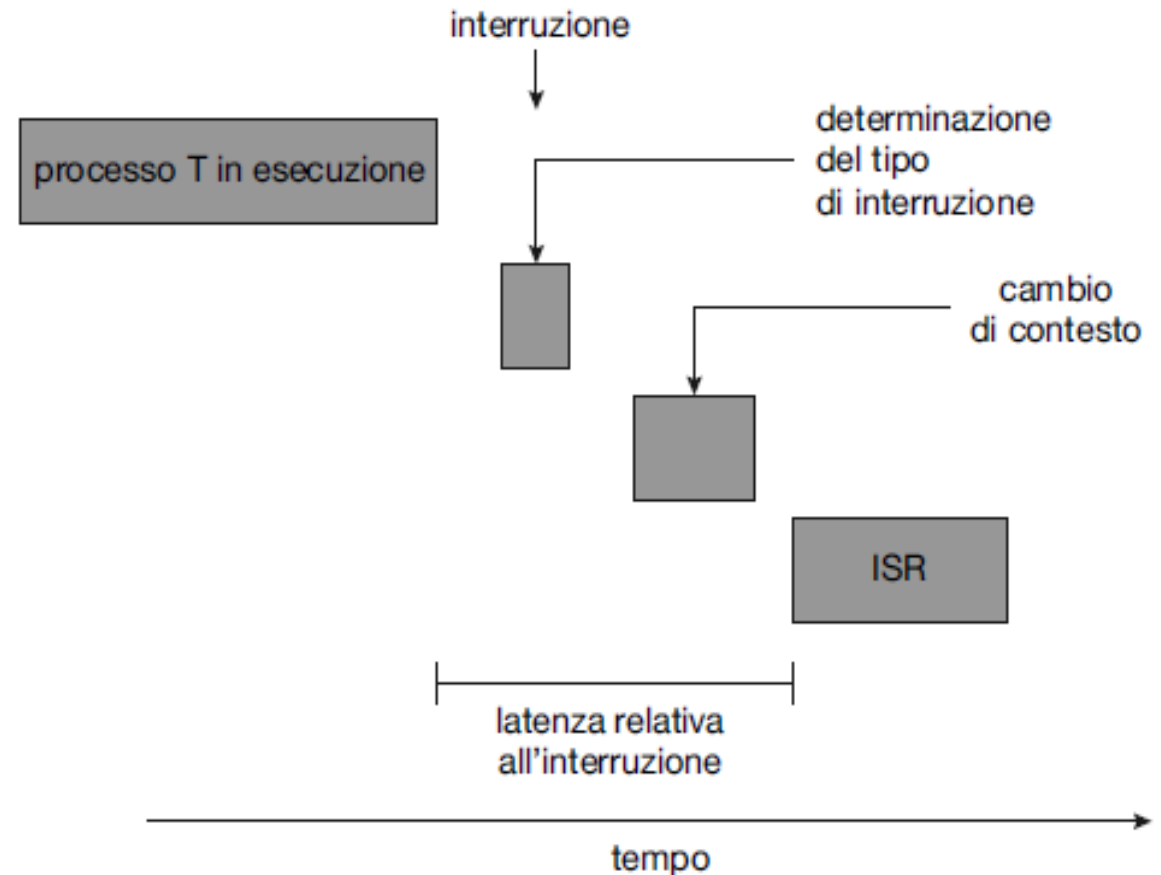 interruzione
processo T in esecuzione
determinazione
del tipo
di interruzione
cambio
di contesto
ISR
latenza relativa
all'interruzione
tempo